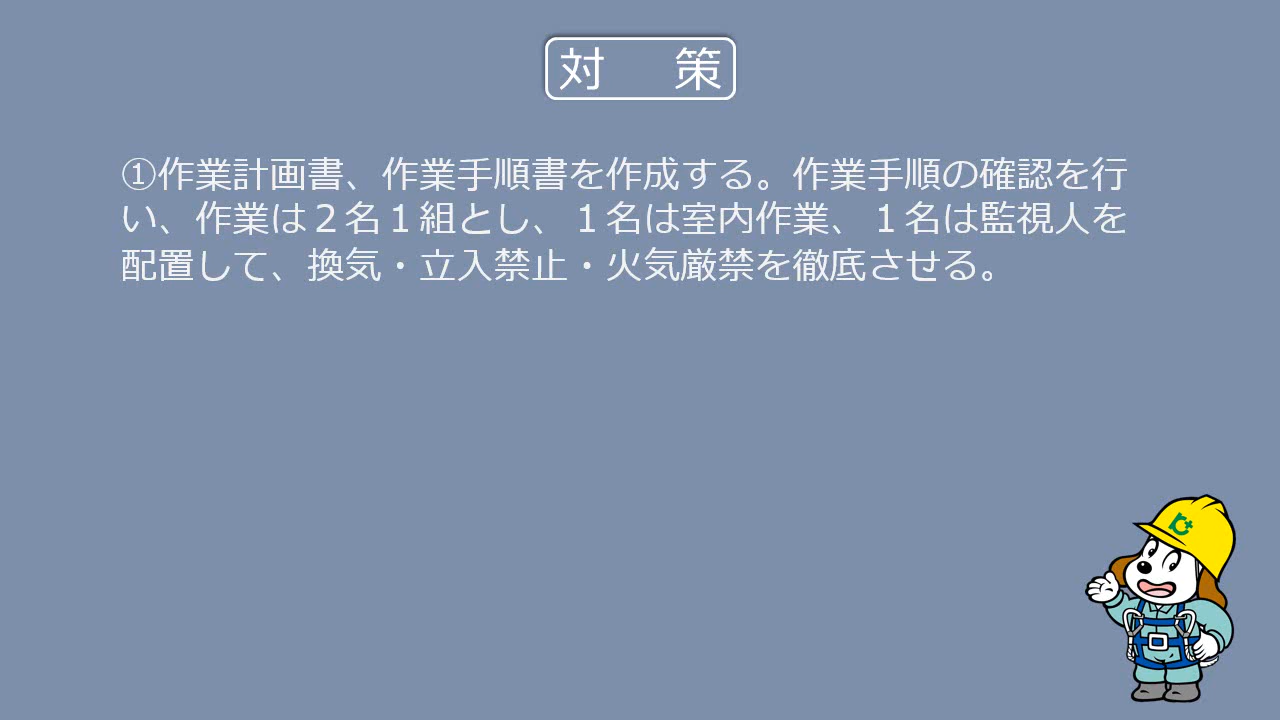 対　策
①作業計画書、作業手順書を作成する。作業手順の確認を行
い、作業は２名１組とし、１名は室内作業、１名は監視人を
配置して、換気・立入禁止・火気厳禁を徹底させる。